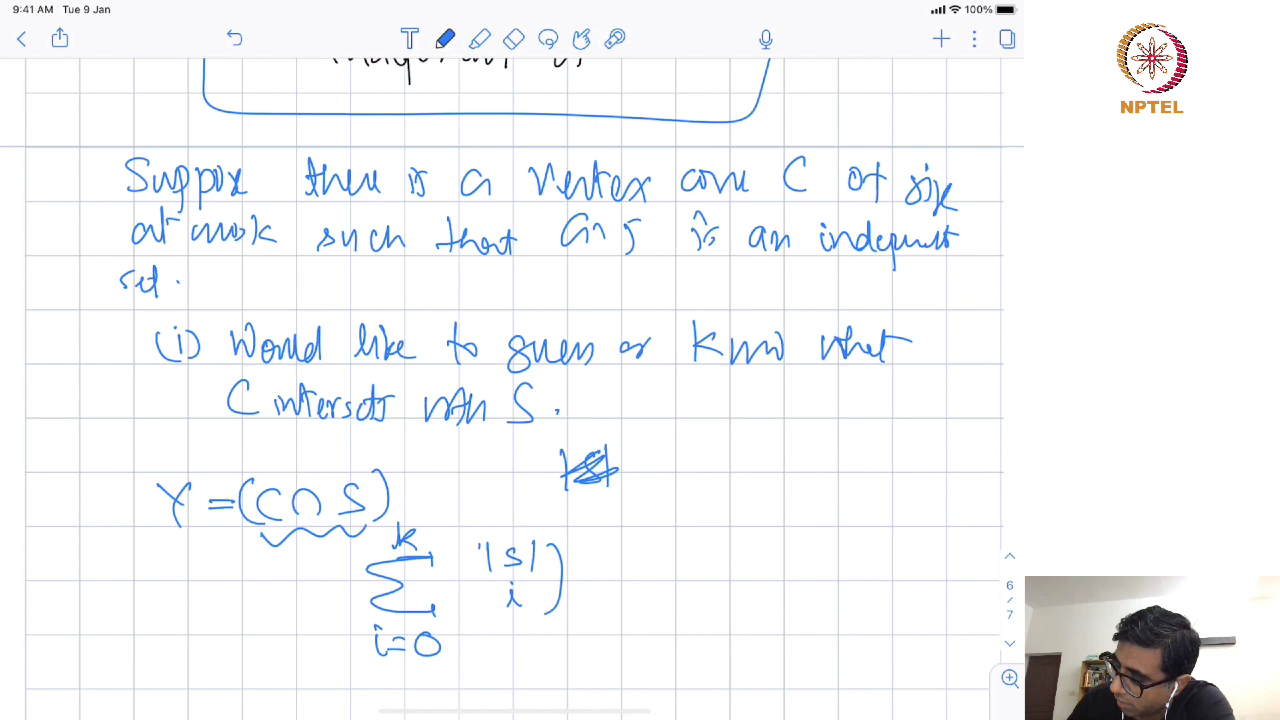 9:41 AM Tue 9 Jan
100%
NPTEL
Suppose there is a vertex cover C of size
at most such that is an independent
set.
(i) Would like to guess or know what
C intersects with S.
Y = (C ∩ S)
k
∑ |S|
i )
i=0
6
/
7